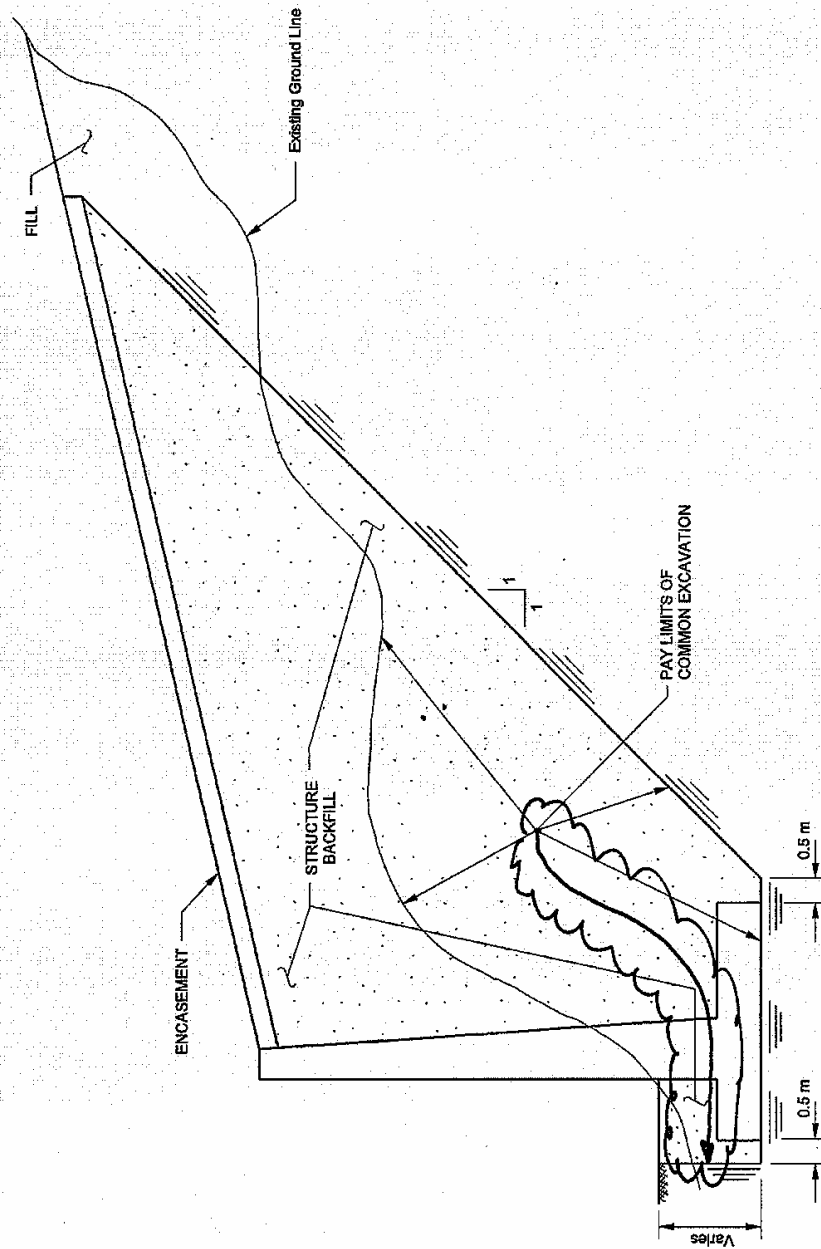 FILL
Existing Ground Line
ENCASEMENT
STRUCTURE
BACKFILL
1
1
PAY LIMITS OF
COMMON EXCAVATION
0.5 m
0.5 m
Varies